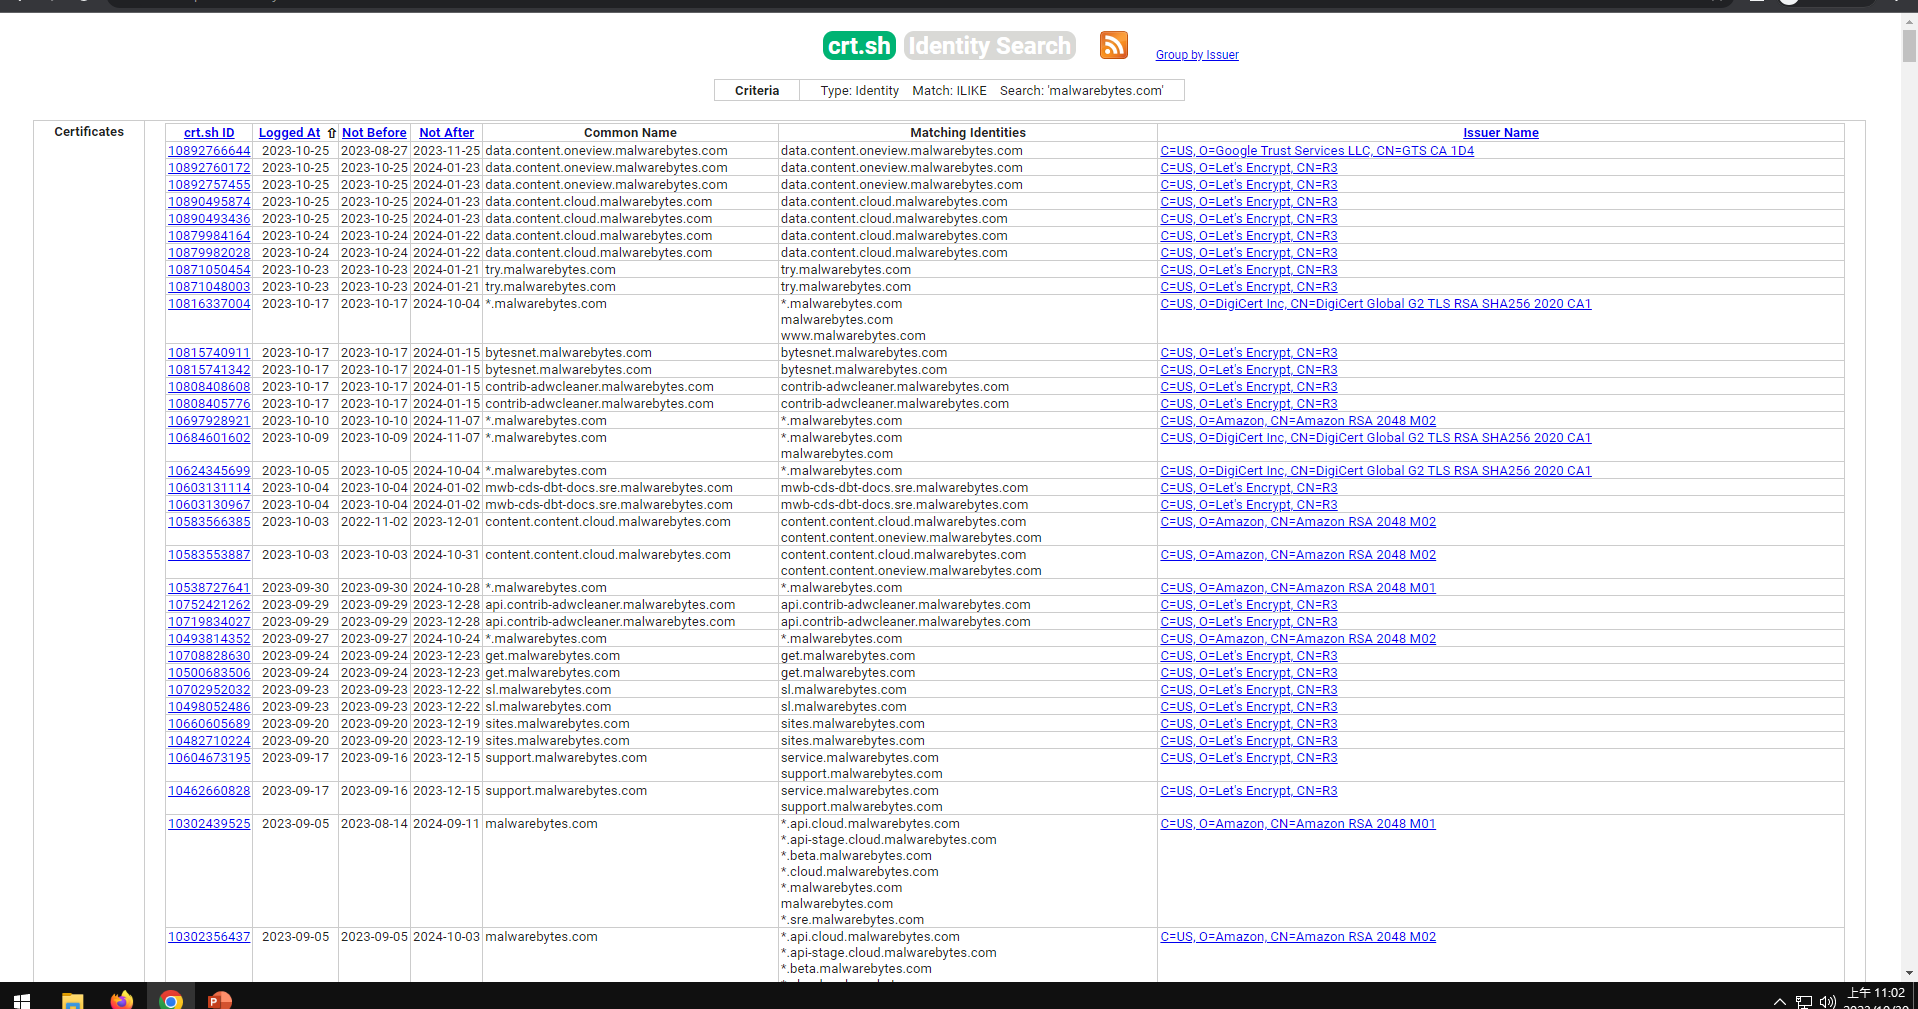 crt.sh Identity Search Group by Issuer
Criteria Type: Identity Match: ILIKE Search: 'malwarebytes.com'
Certificates
crt.sh ID Logged At ⇧ Not Before Not After Common Name Matching Identities Issuer Name
10892766644 2023-10-25 2023-08-27 2023-11-25 data.content.oneview.malwarebytes.com data.content.oneview.malwarebytes.com C=US, O=Google Trust Services LLC, CN=GTS CA 1D4
10892760172 2023-10-25 2023-10-25 2024-01-23 data.content.oneview.malwarebytes.com data.content.oneview.malwarebytes.com C=US, O=Let's Encrypt, CN=R3
10892757455 2023-10-25 2023-10-25 2024-01-23 data.content.oneview.malwarebytes.com data.content.oneview.malwarebytes.com C=US, O=Let's Encrypt, CN=R3
10890495874 2023-10-25 2023-10-25 2024-01-23 data.content.cloud.malwarebytes.com data.content.cloud.malwarebytes.com C=US, O=Let's Encrypt, CN=R3
10890493436 2023-10-25 2023-10-25 2024-01-23 data.content.cloud.malwarebytes.com data.content.cloud.malwarebytes.com C=US, O=Let's Encrypt, CN=R3
10879984164 2023-10-24 2023-10-24 2024-01-22 data.content.cloud.malwarebytes.com data.content.cloud.malwarebytes.com C=US, O=Let's Encrypt, CN=R3
10879982028 2023-10-24 2023-10-24 2024-01-22 data.content.cloud.malwarebytes.com data.content.cloud.malwarebytes.com C=US, O=Let's Encrypt, CN=R3
10871050454 2023-10-23 2023-10-23 2024-01-21 try.malwarebytes.com try.malwarebytes.com C=US, O=Let's Encrypt, CN=R3
10871048003 2023-10-23 2023-10-23 2024-01-21 try.malwarebytes.com try.malwarebytes.com C=US, O=Let's Encrypt, CN=R3
10816337004 2023-10-17 2023-10-17 2024-10-04 *.malwarebytes.com *.malwarebytes.com C=US, O=DigiCert Inc, CN=DigiCert Global G2 TLS RSA SHA256 2020 CA1
malwarebytes.com
www.malwarebytes.com
10815740911 2023-10-17 2023-10-17 2024-01-15 bytesnet.malwarebytes.com bytesnet.malwarebytes.com C=US, O=Let's Encrypt, CN=R3
10815741342 2023-10-17 2023-10-17 2024-01-15 bytesnet.malwarebytes.com bytesnet.malwarebytes.com C=US, O=Let's Encrypt, CN=R3
10808408608 2023-10-17 2023-10-17 2024-01-15 contrib-adwcleaner.malwarebytes.com contrib-adwcleaner.malwarebytes.com C=US, O=Let's Encrypt, CN=R3
10808405776 2023-10-17 2023-10-17 2024-01-15 contrib-adwcleaner.malwarebytes.com contrib-adwcleaner.malwarebytes.com C=US, O=Let's Encrypt, CN=R3
10697928921 2023-10-10 2023-10-10 2024-11-07 *.malwarebytes.com *.malwarebytes.com C=US, O=Amazon, CN=Amazon RSA 2048 M02
10684601602 2023-10-09 2023-10-09 2024-11-07 *.malwarebytes.com *.malwarebytes.com C=US, O=DigiCert Inc, CN=DigiCert Global G2 TLS RSA SHA256 2020 CA1
malwarebytes.com
10624345699 2023-10-05 2023-10-05 2024-10-04 *.malwarebytes.com *.malwarebytes.com C=US, O=DigiCert Inc, CN=DigiCert Global G2 TLS RSA SHA256 2020 CA1
10603131114 2023-10-04 2023-10-04 2024-01-02 mwb-cds-dbt-docs.sre.malwarebytes.com mwb-cds-dbt-docs.sre.malwarebytes.com C=US, O=Let's Encrypt, CN=R3
10603130967 2023-10-04 2023-10-04 2024-01-02 mwb-cds-dbt-docs.sre.malwarebytes.com mwb-cds-dbt-docs.sre.malwarebytes.com C=US, O=Let's Encrypt, CN=R3
10583566385 2023-10-03 2022-11-02 2023-12-01 content.content.cloud.malwarebytes.com content.content.cloud.malwarebytes.com C=US, O=Amazon, CN=Amazon RSA 2048 M02
content.content.oneview.malwarebytes.com
10583553887 2023-10-03 2023-10-03 2024-10-31 content.content.cloud.malwarebytes.com content.content.cloud.malwarebytes.com C=US, O=Amazon, CN=Amazon RSA 2048 M02
content.content.oneview.malwarebytes.com
10538727641 2023-09-30 2023-09-30 2024-10-28 *.malwarebytes.com *.malwarebytes.com C=US, O=Amazon, CN=Amazon RSA 2048 M01
10752421262 2023-09-29 2023-09-29 2023-12-28 api.contrib-adwcleaner.malwarebytes.com api.contrib-adwcleaner.malwarebytes.com C=US, O=Let's Encrypt, CN=R3
10719834027 2023-09-29 2023-09-29 2023-12-28 api.contrib-adwcleaner.malwarebytes.com api.contrib-adwcleaner.malwarebytes.com C=US, O=Let's Encrypt, CN=R3
10493814352 2023-09-27 2023-09-27 2024-10-24 *.malwarebytes.com *.malwarebytes.com C=US, O=Amazon, CN=Amazon RSA 2048 M02
10708828630 2023-09-24 2023-09-24 2023-12-23 get.malwarebytes.com get.malwarebytes.com C=US, O=Let's Encrypt, CN=R3
10500683506 2023-09-24 2023-09-24 2023-12-23 get.malwarebytes.com get.malwarebytes.com C=US, O=Let's Encrypt, CN=R3
10702952032 2023-09-23 2023-09-23 2023-12-22 sl.malwarebytes.com sl.malwarebytes.com C=US, O=Let's Encrypt, CN=R3
10498052486 2023-09-23 2023-09-23 2023-12-22 sl.malwarebytes.com sl.malwarebytes.com C=US, O=Let's Encrypt, CN=R3
10660605689 2023-09-20 2023-09-20 2023-12-19 sites.malwarebytes.com sites.malwarebytes.com C=US, O=Let's Encrypt, CN=R3
10482710224 2023-09-20 2023-09-20 2023-12-19 sites.malwarebytes.com sites.malwarebytes.com C=US, O=Let's Encrypt, CN=R3
10604673195 2023-09-17 2023-09-16 2023-12-15 support.malwarebytes.com service.malwarebytes.com C=US, O=Let's Encrypt, CN=R3
support.malwarebytes.com
10462660828 2023-09-17 2023-09-16 2023-12-15 support.malwarebytes.com service.malwarebytes.com C=US, O=Let's Encrypt, CN=R3
support.malwarebytes.com
10302439525 2023-09-05 2023-08-14 2024-09-11 malwarebytes.com *.api.cloud.malwarebytes.com C=US, O=Amazon, CN=Amazon RSA 2048 M01
*.api-stage.cloud.malwarebytes.com
*.beta.malwarebytes.com
*.cloud.malwarebytes.com
*.malwarebytes.com
malwarebytes.com
*.sre.malwarebytes.com
10302356437 2023-09-05 2023-09-05 2024-10-03 malwarebytes.com *.api.cloud.malwarebytes.com C=US, O=Amazon, CN=Amazon RSA 2048 M02
*.api-stage.cloud.malwarebytes.com
*.beta.malwarebytes.com
上午 11:02